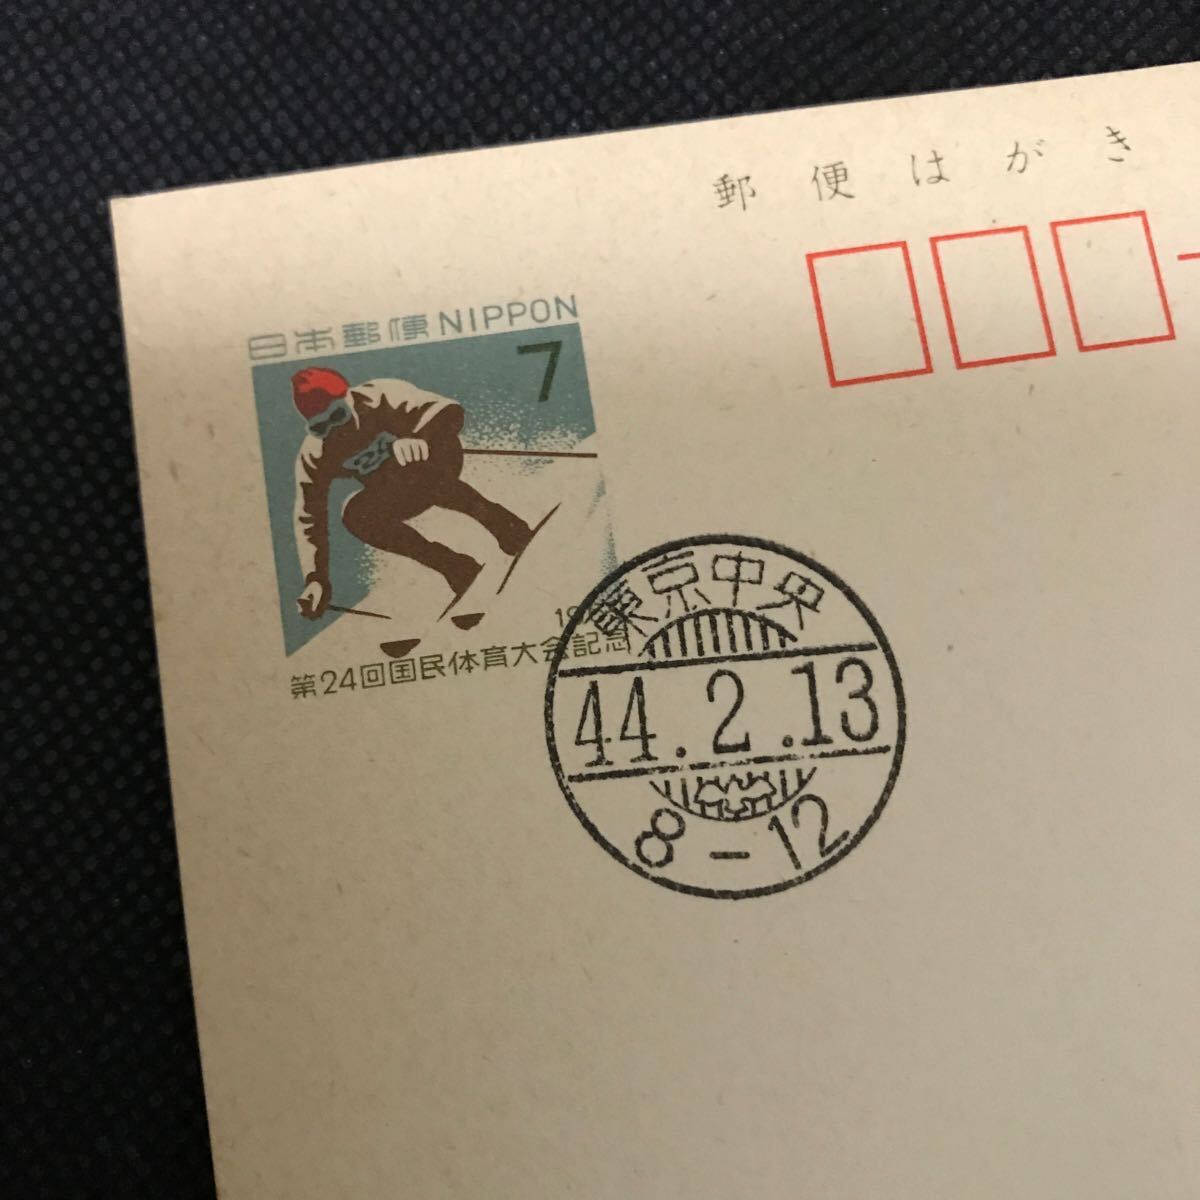 郵便はがき
日本郵便 NIPPON
7
第24回国民体育大会記念
東京中央
44.2.13
8-12